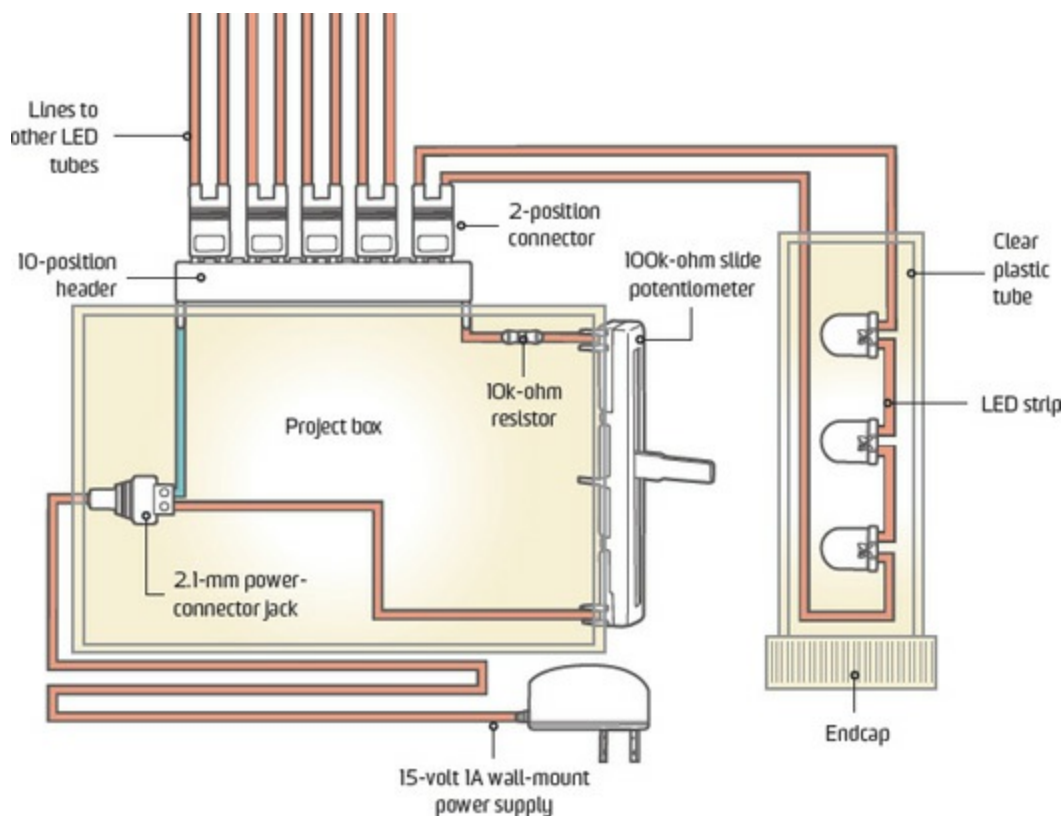 Lines to
other LED
tubes
2-position
connector
10-position
header
100k-ohm slide
potentiometer
Clear
plastic
tube
10k-ohm
resistor
Project box
LED strip
2.1-mm power-
connector jack
Endcap
15-volt 1A wall-mount
power supply